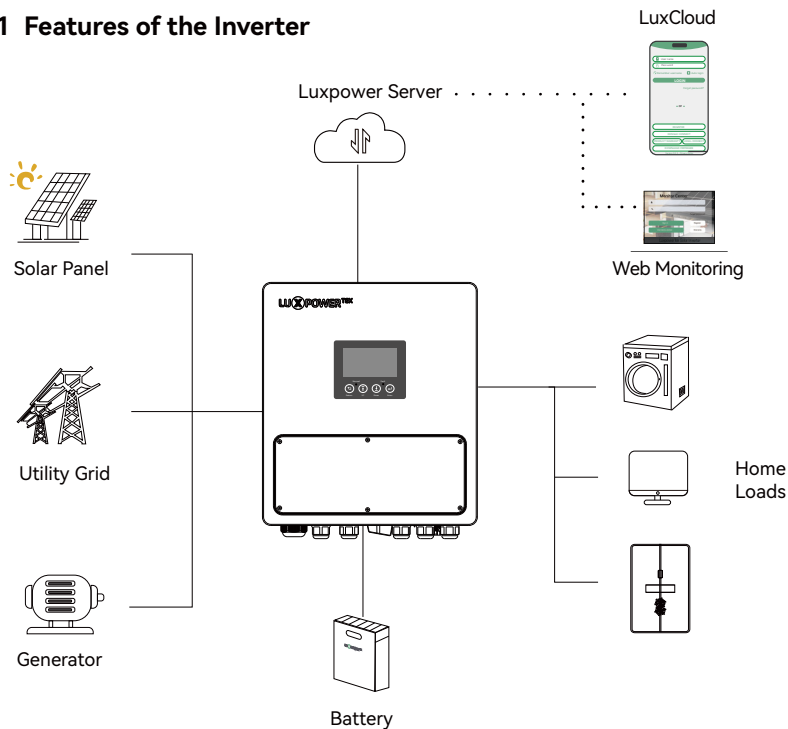 1 Features of the Inverter
LuxCloud
Luxpower Server
LOGIN
Solar Panel
Web Monitoring
LUXPOWERTEK
Utility Grid
Home
Loads
Generator
Battery